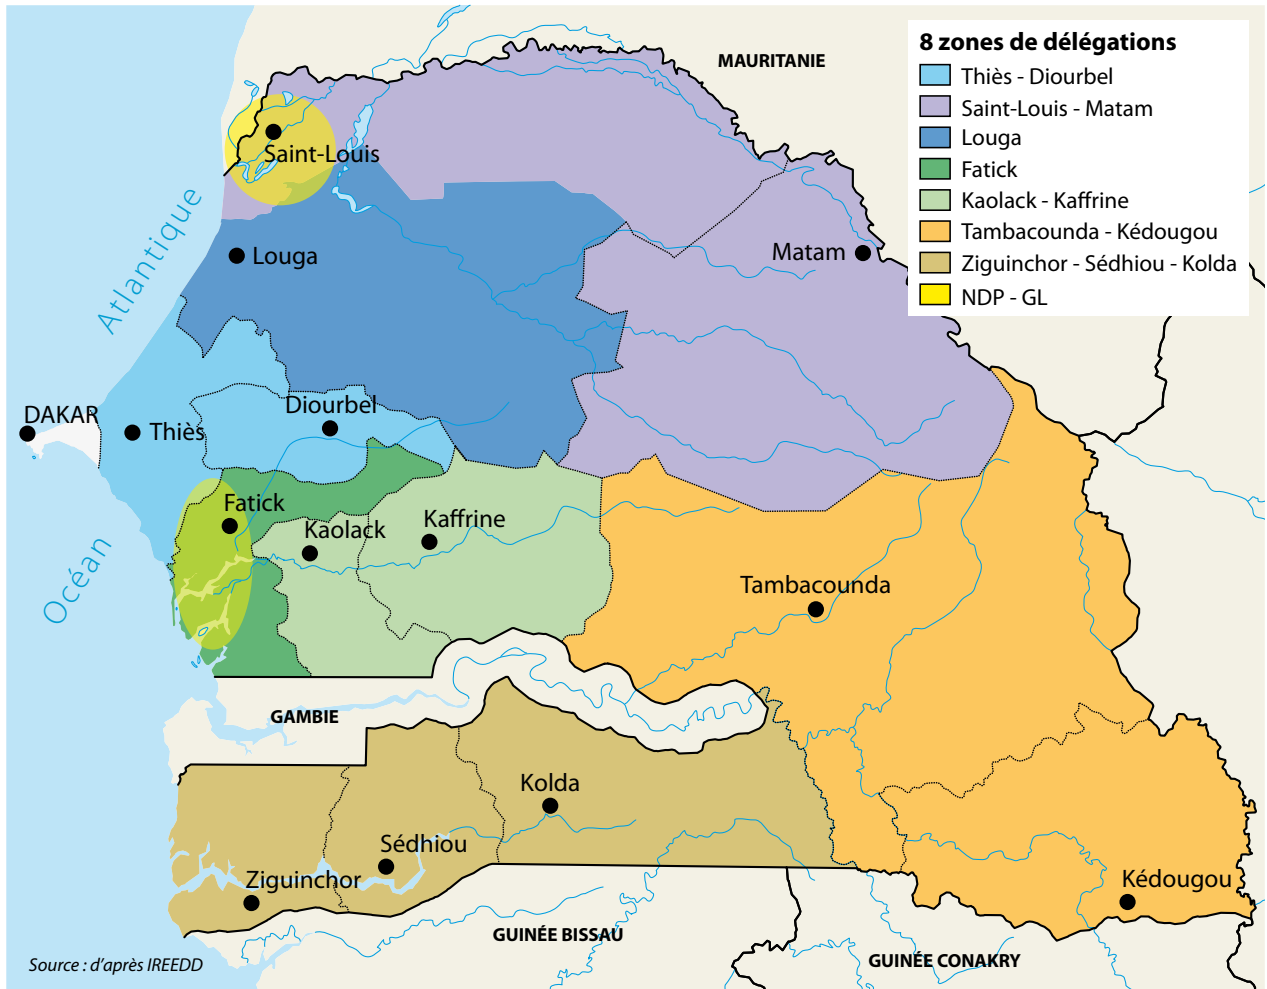 8 zones de délégations
Thiès - Diourbel
Saint-Louis - Matam
Louga
Fatick
Kaolack - Kaffrine
Tambacounda - Kédougou
Ziguinchor - Sédhiou - Kolda
NDP - GL
MAURITANIE
Saint-Louis
Louga
Matam
Atlantique
Océan
DAKAR
Thiès
Diourbel
Fatick
Kaolack
Kaffrine
Tambacounda
GAMBIE
Kolda
Sédhiou
Ziguinchor
Kédougou
GUINÉE BISSAU
GUINÉE CONAKRY
Source : d'après IREEDD